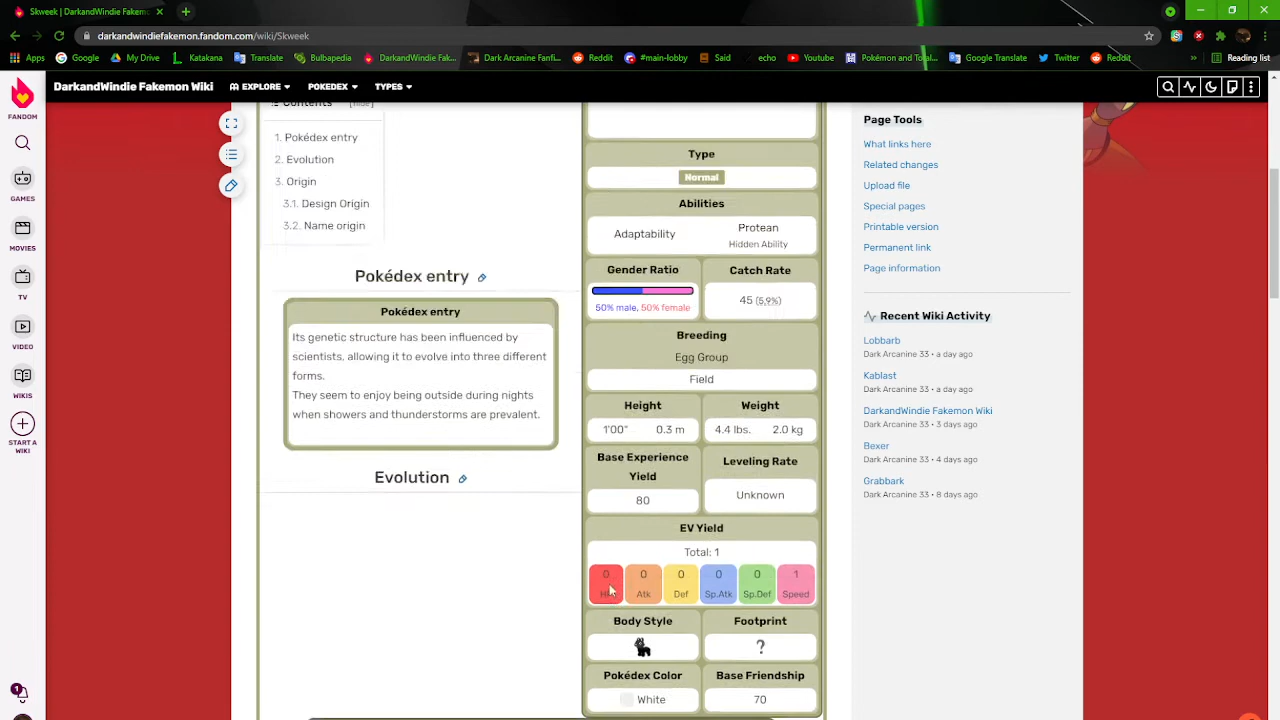 Skweek | DarkandWindie Fakemon
darkandwindiefakemon.fandom.com/wiki/Skweek
Apps Google My Drive Katakana Translate Bulbapedia DarkandWindie Fak... Dark Arcanine Fakem... Reddit #main-lobby Said echo Youtube Pokémon and Total... Google Translate Twitter Reddit » Reading list
DarkandWindie Fakemon Wiki EXPLORE POKEDEX TYPES
FANDOM
GAMES
MOVIES
TV
VIDEO
WIKIS
START A
WIKI
1
Contents [hide]
1. Pokédex entry
2. Evolution
3. Origin
3.1. Design Origin
3.2. Name origin
Pokédex entry
Pokédex entry
Its genetic structure has been influenced by
scientists, allowing it to evolve into three different
forms.
They seem to enjoy being outside during nights
when showers and thunderstorms are prevalent.
Evolution
Type
Normal
Abilities
Adaptability
Protean
Hidden Ability
Gender Ratio
50% male, 50% female
Catch Rate
45 (5.9%)
Breeding
Egg Group
Field
Height
1'00" 0.3 m
Weight
4.4 lbs. 2.0 kg
Base Experience
Yield
80
Leveling Rate
Unknown
EV Yield
Total: 1
0 0 0 0 0 1
HP Atk Def Sp.Atk Sp.Def Speed
Body Style
Footprint
?
Pokédex Color
White
Base Friendship
70
Page Tools
What links here
Related changes
Upload file
Special pages
Printable version
Permanent link
Page information
Recent Wiki Activity
Lobbarb
Dark Arcanine 33 • a day ago
Kablast
Dark Arcanine 33 • a day ago
DarkandWindie Fakemon Wiki
Dark Arcanine 33 • 3 days ago
Bexer
Dark Arcanine 33 • 4 days ago
Grabbark
Dark Arcanine 33 • 8 days ago